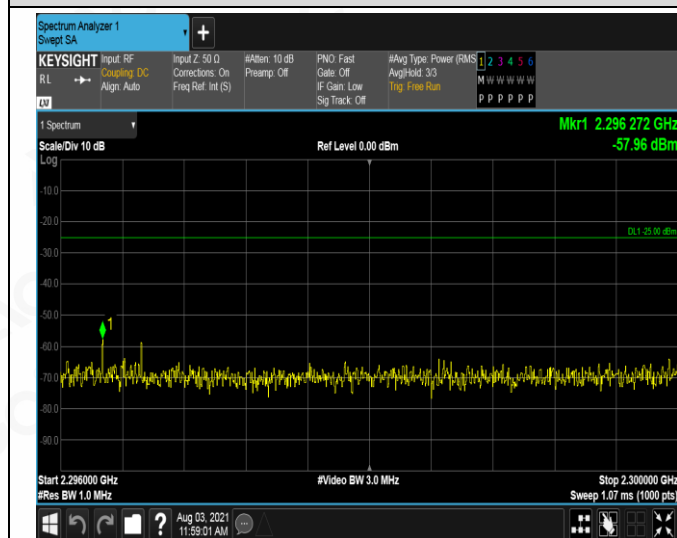 Spectrum Analyzer 1
Swept SA
+
KEYSIGHT
RL
LXI
Input: RF
Coupling: DC
Align: Auto
Input Z: 50 Ω
Corrections: On
Freq Ref: Int (S)
#Atten: 10 dB
Preamp: Off
PNO: Fast
Gate: Off
IF Gain: Low
Sig Track: Off
#Avg Type: Power (RMS
Avg|Hold: 3/3
Trig: Free Run
1 2 3 4 5 6
M W W W W W
P P P P P P
1 Spectrum
Scale/Div 10 dB
Log
Ref Level 0.00 dBm
Mkr1 2.296 272 GHz
-57.96 dBm
-10.0
-20.0
DL1 -25.00 dBm
-30.0
-40.0
-50.0
1
-60.0
-70.0
-80.0
-90.0
Start 2.296000 GHz
#Video BW 3.0 MHz
Stop 2.300000 GHz
#Res BW 1.0 MHz
Sweep 1.07 ms (1000 pts)
?
Aug 03, 2021
11:59:01 AM